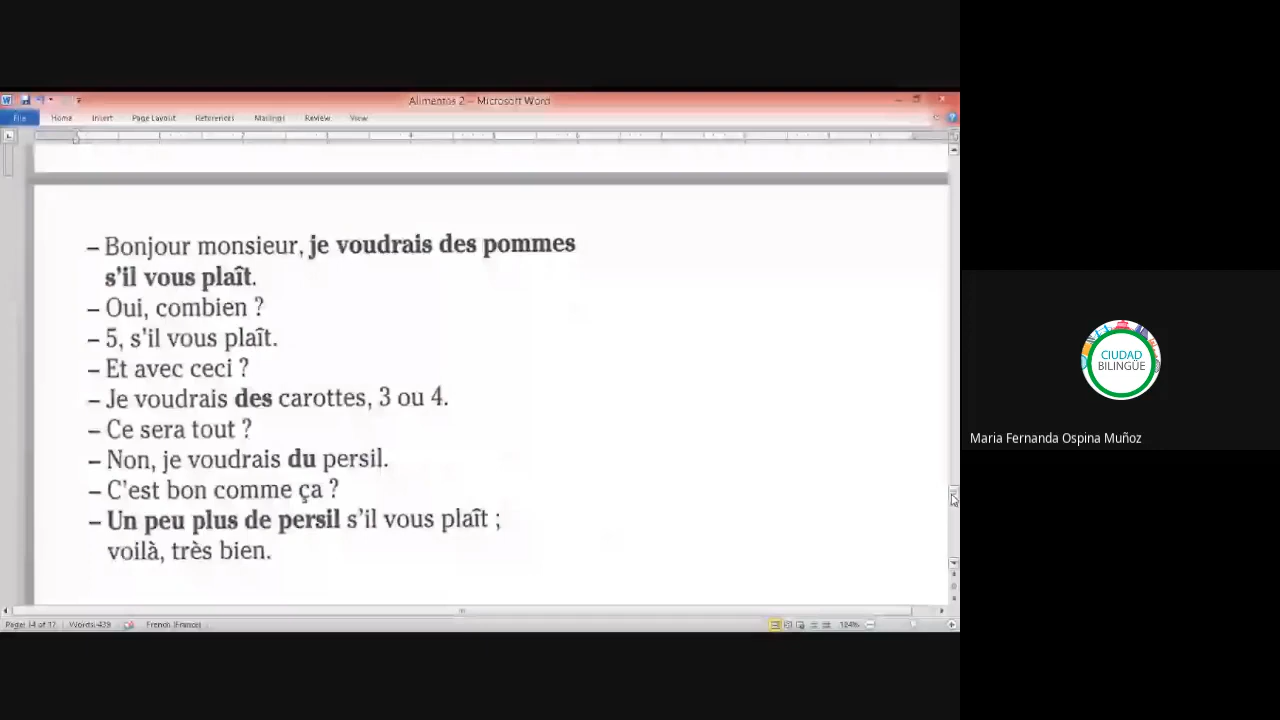 Alimentos 2 - Microsoft Word
File Home Insert Page Layout References Mailings Review View
– Bonjour monsieur, je voudrais des pommes
s'il vous plaît.
– Oui, combien ?
– 5, s'il vous plaît.
– Et avec ceci ?
– Je voudrais des carottes, 3 ou 4.
– Ce sera tout ?
– Non, je voudrais du persil.
– C'est bon comme ça ?
– Un peu plus de persil s'il vous plaît ;
voilà, très bien.
Page: 14 of 17 Words: 439 French (France) 124%
CIUDAD
BILINGÜE
Maria Fernanda Ospina Muñoz